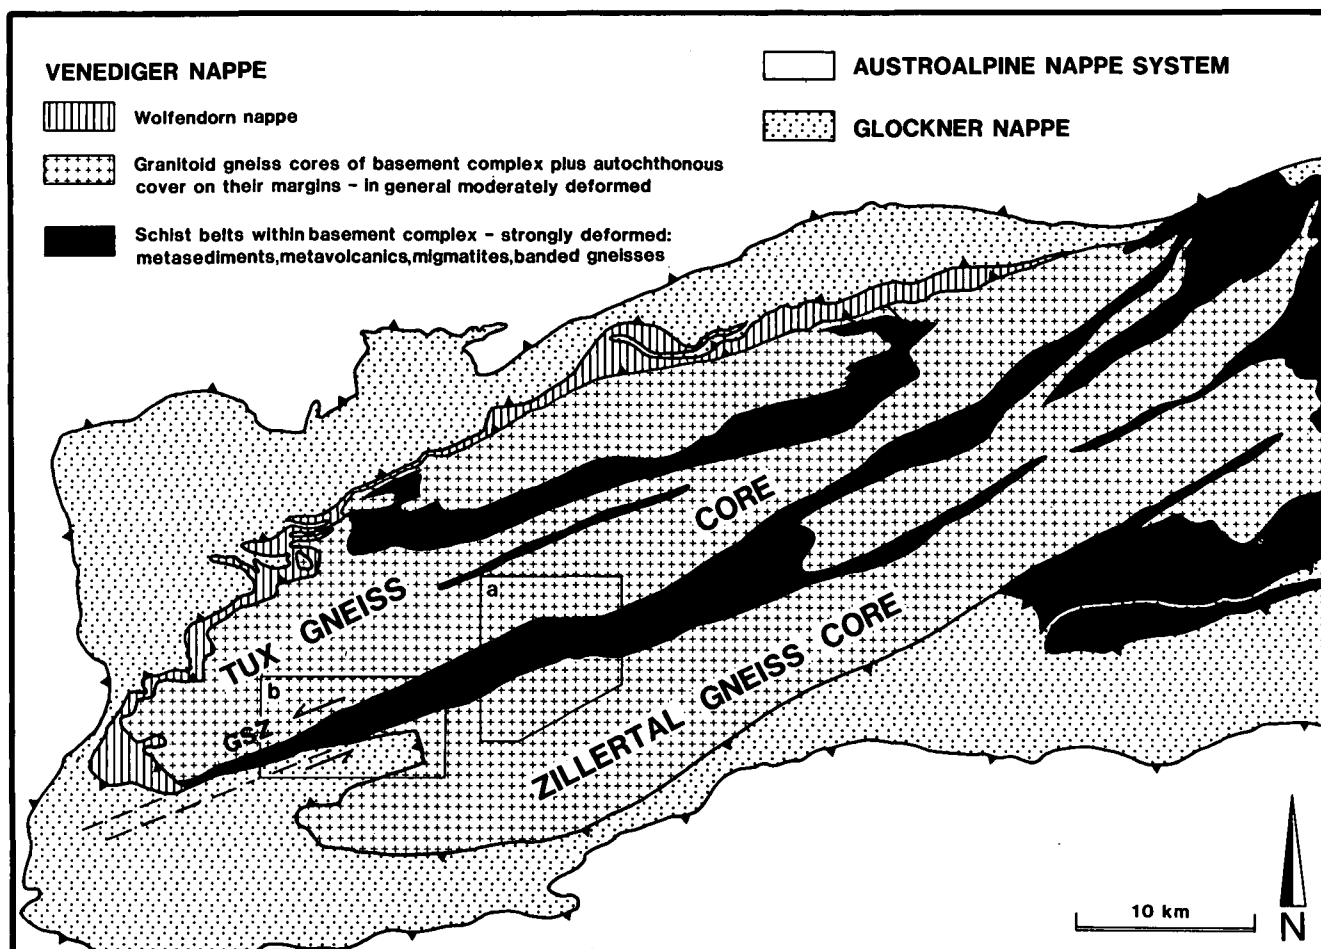 VENEDIGER NAPPE
Wolfendorn nappe
Granitoid gneiss cores of basement complex plus autochthonous
cover on their margins - in general moderately deformed
Schist belts within basement complex - strongly deformed:
metasediments,metavolcanics,migmatites,banded gneisses
AUSTROALPINE NAPPE SYSTEM
GLOCKNER NAPPE
TUX GNEISS CORE
a
b
GSZ
ZILLERTAL GNEISS CORE
10 km
N